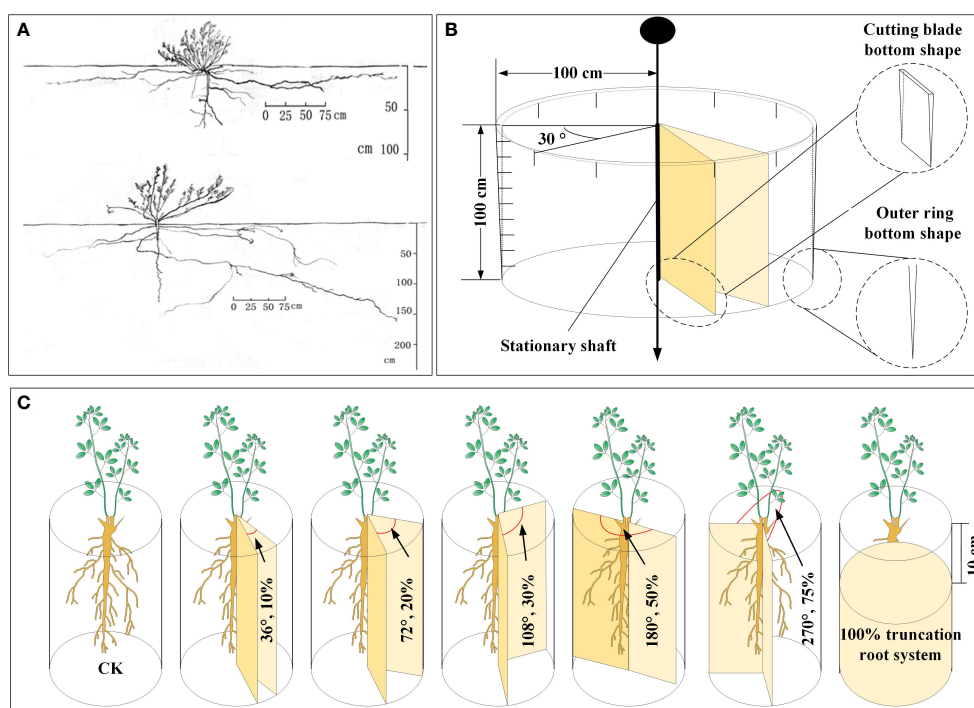 A
0 25 50 75 cm
50
cm 100
50
100
150
200
cm
0 25 50 75 cm
B
Cutting blade
bottom shape
100 cm
30 °
100 cm
Outer ring
bottom shape
Stationary shaft
C
CK
36°, 10%
72°, 20%
108°, 30%
180°, 50%
270°, 75%
10 cm
100% truncation
root system